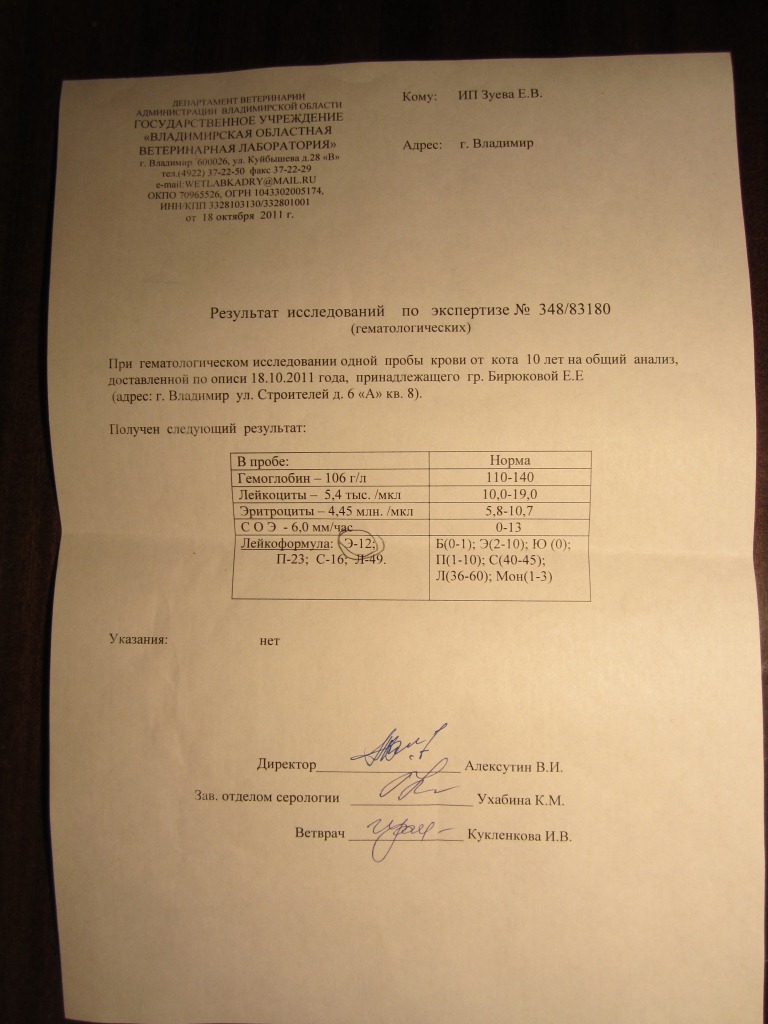 ДЕПАРТАМЕНТ ВЕТЕРИНАРИИ
АДМИНИСТРАЦИИ ВЛАДИМИРСКОЙ ОБЛАСТИ
ГОСУДАРСТВЕННОЕ УЧРЕЖДЕНИЕ
«ВЛАДИМИРСКАЯ ОБЛАСТНАЯ
ВЕТЕРИНАРНАЯ ЛАБОРАТОРИЯ»
г. Владимир 600026, ул. Куйбышева д.28 «В»
тел.(4922) 37-22-50 факс 37-22-29
e-mail:WETLABKADRY@MAIL.RU
ОКПО 70965526, ОГРН 1043302005174,
ИНН/КПП 3328103130/332801001
от 18 октября 2011 г.
Кому: ИП Зуева Е.В.
Адрес: г. Владимир
Результат исследований по экспертизе № 348/83180
(гематологических)
При гематологическом исследовании одной пробы крови от кота 10 лет на общий анализ,
доставленной по описи 18.10.2011 года, принадлежащего гр. Бирюковой Е.Е
(адрес: г. Владимир ул. Строителей д. 6 «А» кв. 8).
Получен следующий результат:
В пробе: Норма
Гемоглобин – 106 г/л 110-140
Лейкоциты – 5,4 тыс. /мкл 10,0-19,0
Эритроциты – 4,45 млн. /мкл 5,8-10,7
С О Э - 6,0 мм/час 0-13
Лейкоформула: Э-12; Б(0-1); Э(2-10); Ю (0);
П-23; С-16; Л-49. П(1-10); С(40-45);
Л(36-60); Мон(1-3)
Указания: нет
Директор Алексутин В.И.
Зав. отделом серологии Ухабина К.М.
Ветврач Кукленкова И.В.